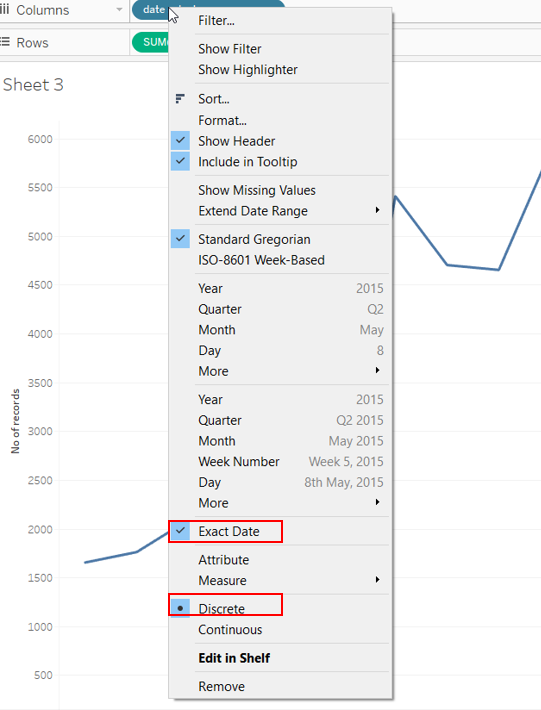 Columns
date
Rows
SUM(
Sheet 3
Filter...
Show Filter
Show Highlighter
Sort...
Format...
Show Header
Include in Tooltip
Show Missing Values
Extend Date Range
Standard Gregorian
ISO-8601 Week-Based
Year 2015
Quarter Q2
Month May
Day 8
More
Year 2015
Quarter Q2 2015
Month May 2015
Week Number Week 5, 2015
Day 8th May, 2015
More
Exact Date
Attribute
Measure
Discrete
Continuous
Edit in Shelf
Remove
No of records
6000
5500
5000
4500
4000
3500
3000
2500
2000
1500
1000
500